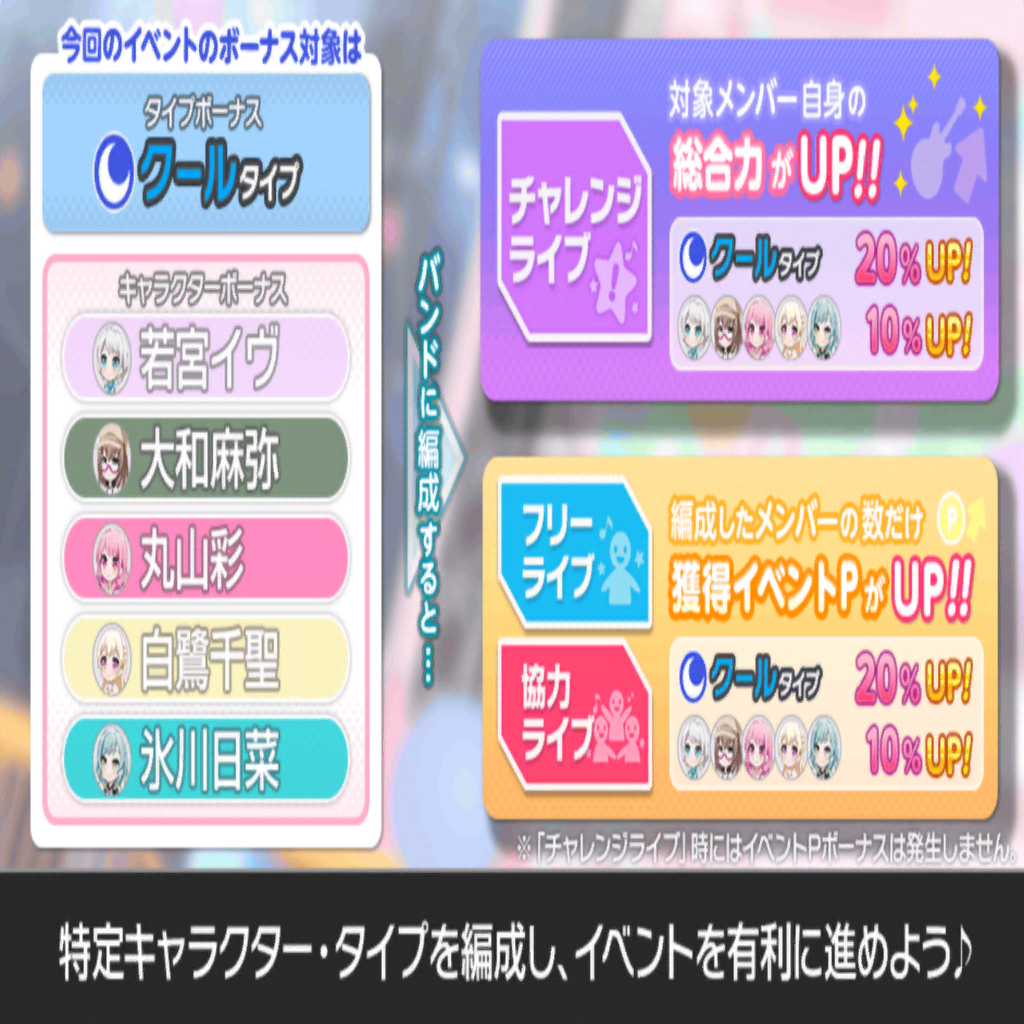 今回のイベントのボーナス対象は
タイプボーナス
クールタイプ
キャラクターボーナス
若宮イヴ
大和麻弥
丸山彩
白鷺千聖
氷川日菜
バンドに編成すると…
チャレンジ
ライブ
対象メンバー自身の
総合力がUP!!
クールタイプ 20%UP!
10%UP!
フリー
ライブ
協力
ライブ
編成したメンバーの数だけ P
獲得イベントPがUP!!
クールタイプ 20%UP!
10%UP!
※「チャレンジライブ」時にはイベントPボーナスは発生しません。
特定キャラクター・タイプを編成し、イベントを有利に進めよう♪